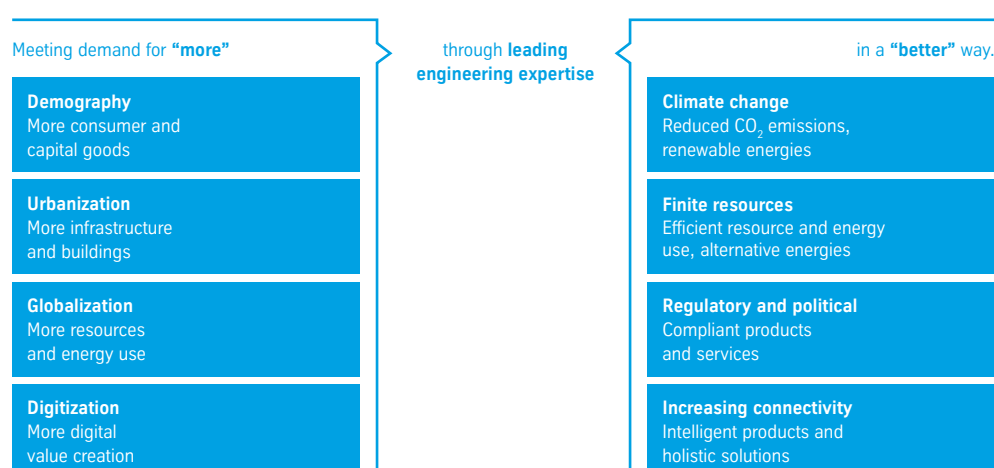 Meeting demand for “more”
through leading
engineering expertise
in a “better” way.
Demography
More consumer and
capital goods
Urbanization
More infrastructure
and buildings
Globalization
More resources
and energy use
Digitization
More digital
value creation
Climate change
Reduced CO₂ emissions,
renewable energies
Finite resources
Efficient resource and energy
use, alternative energies
Regulatory and political
Compliant products
and services
Increasing connectivity
Intelligent products and
holistic solutions